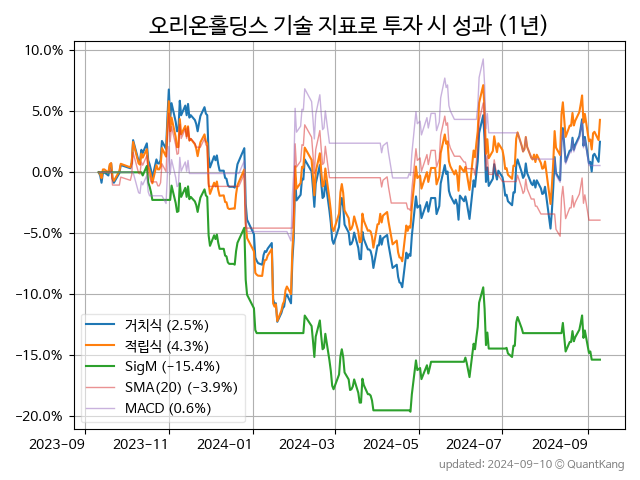 오리온홀딩스 기술 지표로 투자 시 성과 (1년)
10.0%
5.0%
0.0%
−5.0%
−10.0%
−15.0%
−20.0%
거치식 (2.5%)
적립식 (4.3%)
SigM (−15.4%)
SMA(20) (−3.9%)
MACD (0.6%)
2023-09
2023-11
2024-01
2024-03
2024-05
2024-07
2024-09
updated: 2024-09-10 © QuantKang